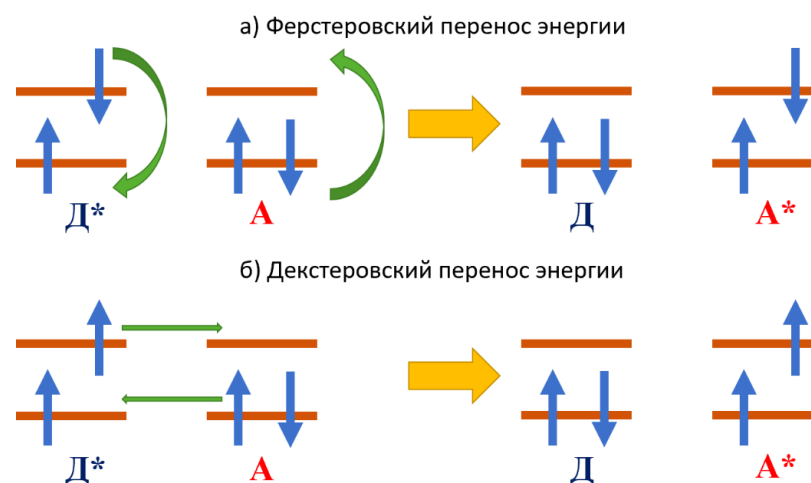 а) Ферстеровский перенос энергии
Д* А Д А*
б) Декстеровский перенос энергии
Д* А Д А*